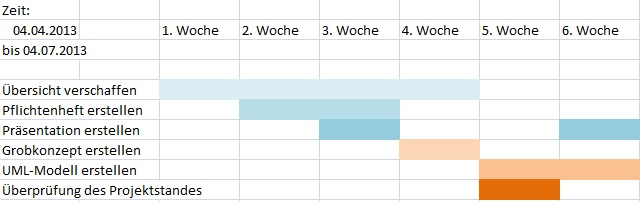 Zeit:
04.04.2013 1. Woche 2. Woche 3. Woche 4. Woche 5. Woche 6. Woche
bis 04.07.2013
Übersicht verschaffen
Pflichtenheft erstellen
Präsentation erstellen
Grobkonzept erstellen
UML-Modell erstellen
Überprüfung des Projektstandes